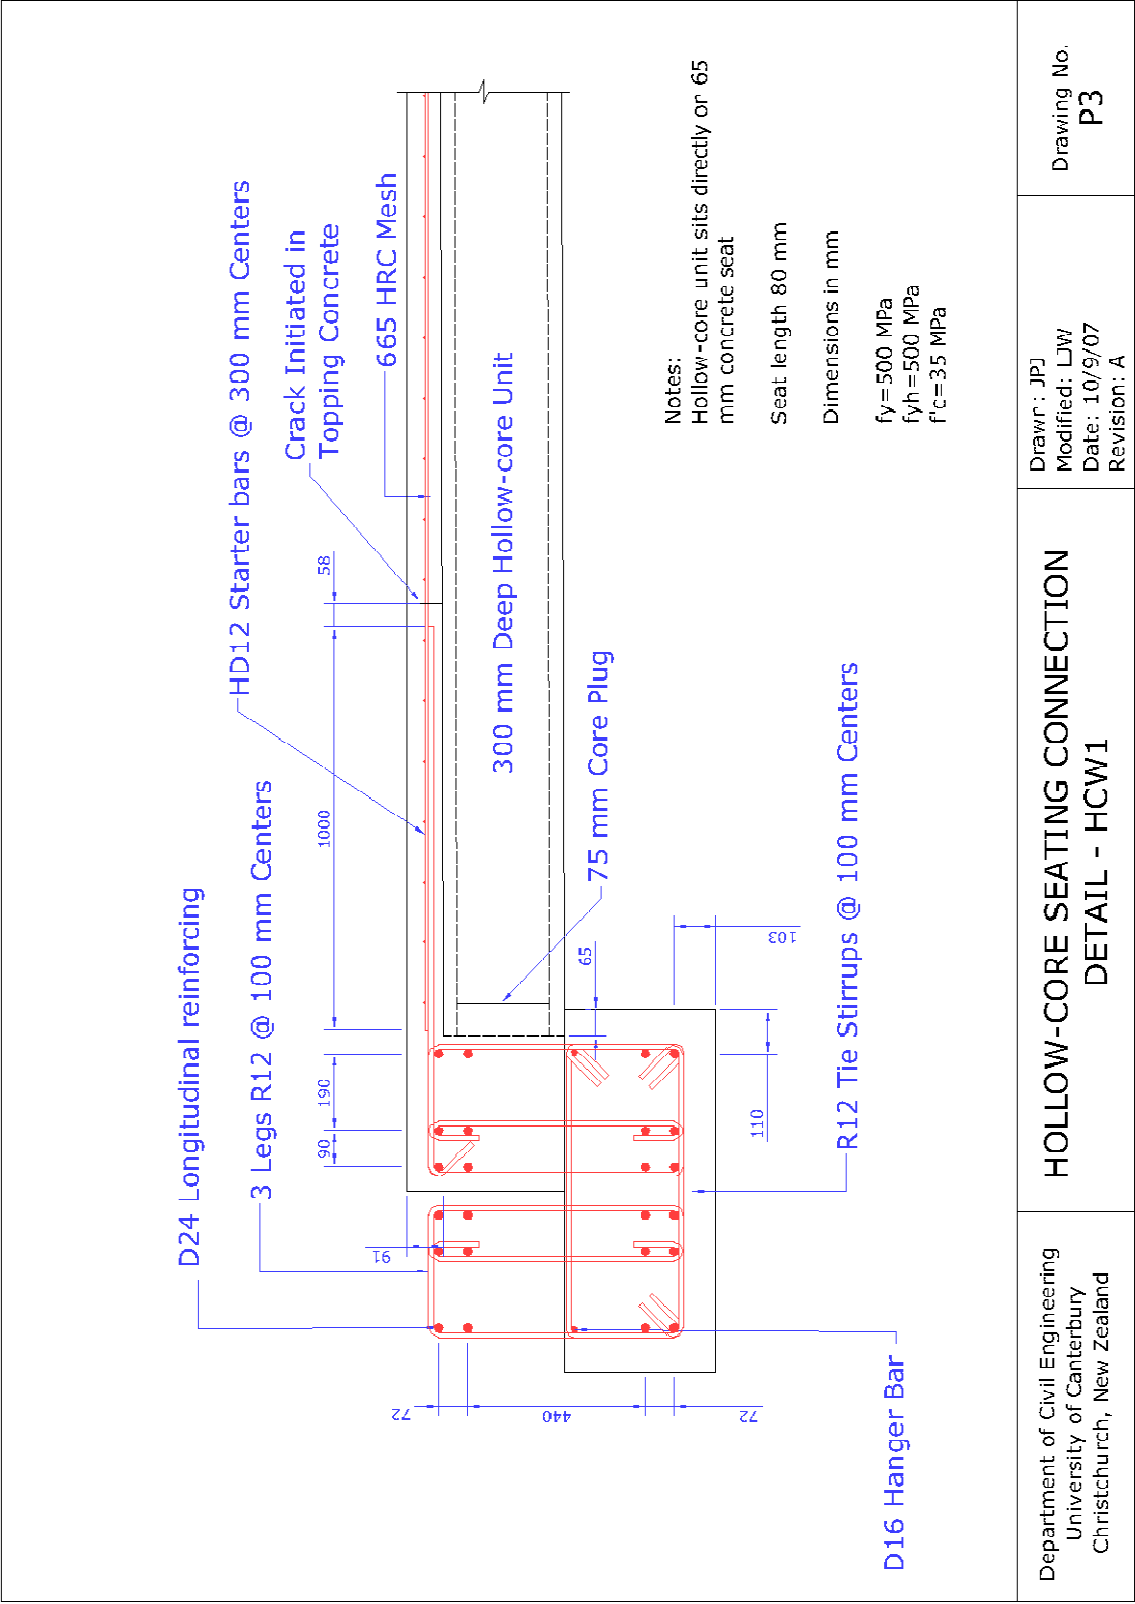 D24 Longitudinal reinforcing
3 Legs R12 @ 100 mm Centers
HD12 Starter bars @ 300 mm Centers
Crack Initiated in
Topping Concrete
665 HRC Mesh
90
190
1000
58
91
300 mm Deep Hollow-core Unit
75 mm Core Plug
65
72
440
72
103
110
R12 Tie Stirrups @ 100 mm Centers
D16 Hanger Bar
Notes:
Hollow-core unit sits directly on 65
mm concrete seat
Seat length 80 mm
Dimensions in mm
fy=500 MPa
fyh=500 MPa
f'c=35 MPa
Department of Civil Engineering
University of Canterbury
Christchurch, New Zealand
HOLLOW-CORE SEATING CONNECTION
DETAIL - HCW1
Drawn: JPJ
Modified: LJW
Date: 10/9/07
Revision: A
Drawing No.
P3